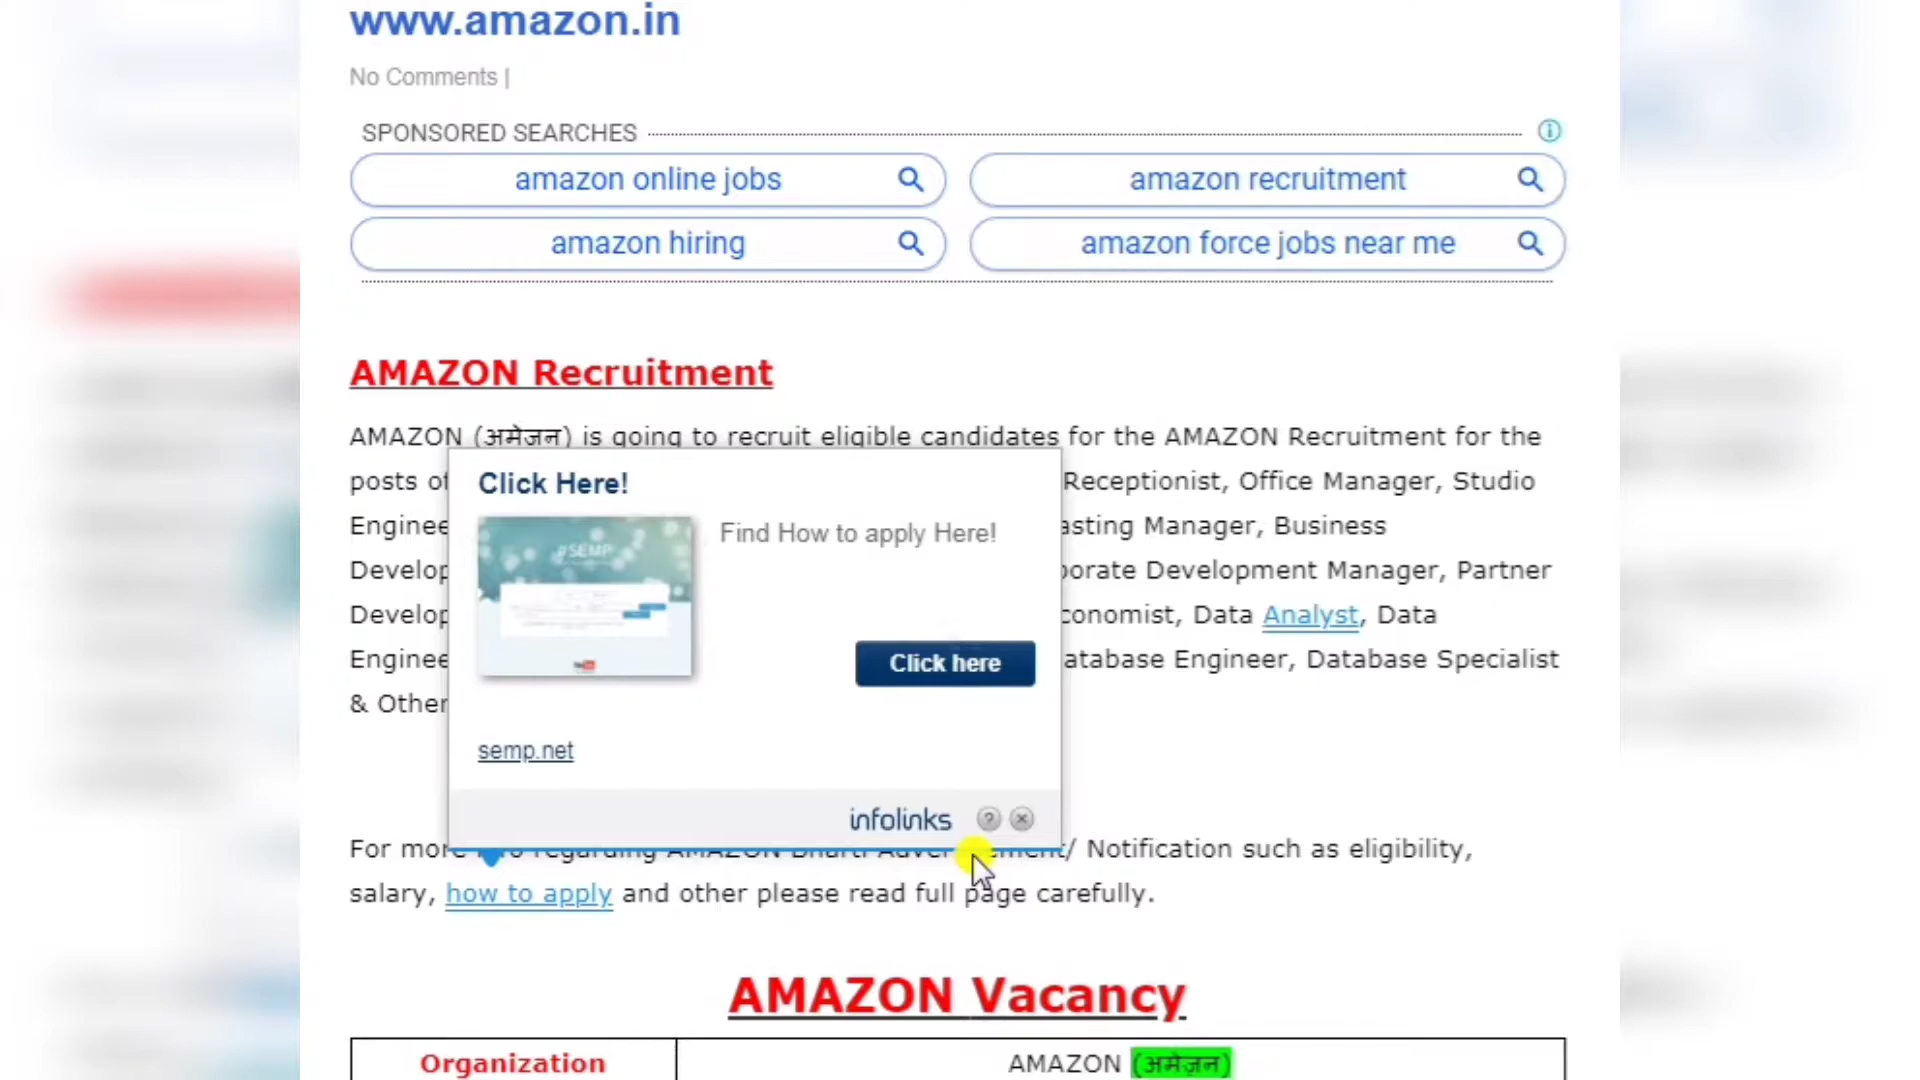 www.amazon.in
No Comments |
SPONSORED SEARCHES
amazon online jobs
amazon recruitment
amazon hiring
amazon force jobs near me
AMAZON Recruitment
AMAZON (अमेजन) is going to recruit eligible candidates for the AMAZON Recruitment for the
posts of Receptionist, Office Manager, Studio
Enginee asting Manager, Business
Develop porate Development Manager, Partner
Develop conomist, Data Analyst, Data
Enginee atabase Engineer, Database Specialist
& Other
Click Here!
#SEMP
Find How to apply Here!
Click here
semp.net
infolinks
For more regarding AMAZON Bharti / Notification such as eligibility,
salary, how to apply and other please read full page carefully.
AMAZON Vacancy
Organization AMAZON (अमेज़न)